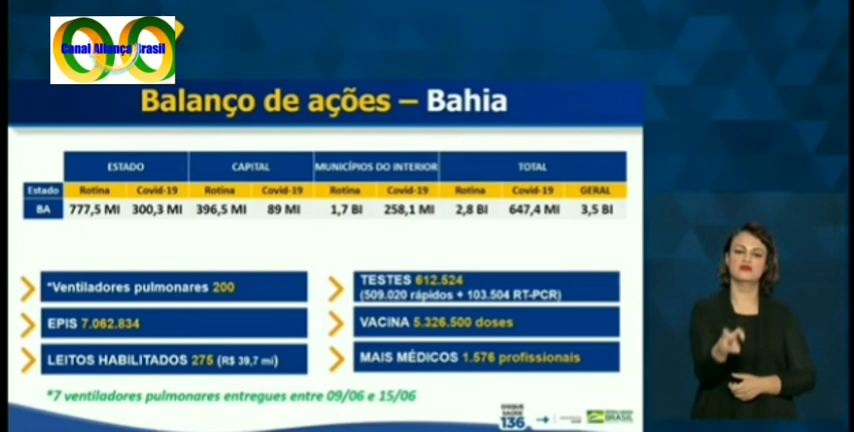 Canal Aliança Brasil
Balanço de ações – Bahia
ESTADO CAPITAL MUNICÍPIOS DO INTERIOR TOTAL
Estado Rotina Covid-19 Rotina Covid-19 Rotina Covid-19 Rotina Covid-19 GERAL
BA 777,5 MI 300,3 MI 396,5 MI 89 MI 1,7 BI 258,1 MI 2,8 BI 647,4 MI 3,5 BI
*Ventiladores pulmonares 200
EPIS 7.062.834
LEITOS HABILITADOS 275 (R$ 39,7 mi)
TESTES 612.524
(509.020 rápidos + 103.504 RT-PCR)
VACINA 5.326.500 doses
MAIS MÉDICOS 1.576 profissionais
*7 ventiladores pulmonares entregues entre 09/06 e 15/06
DISQUE
SAÚDE
136
BRASIL